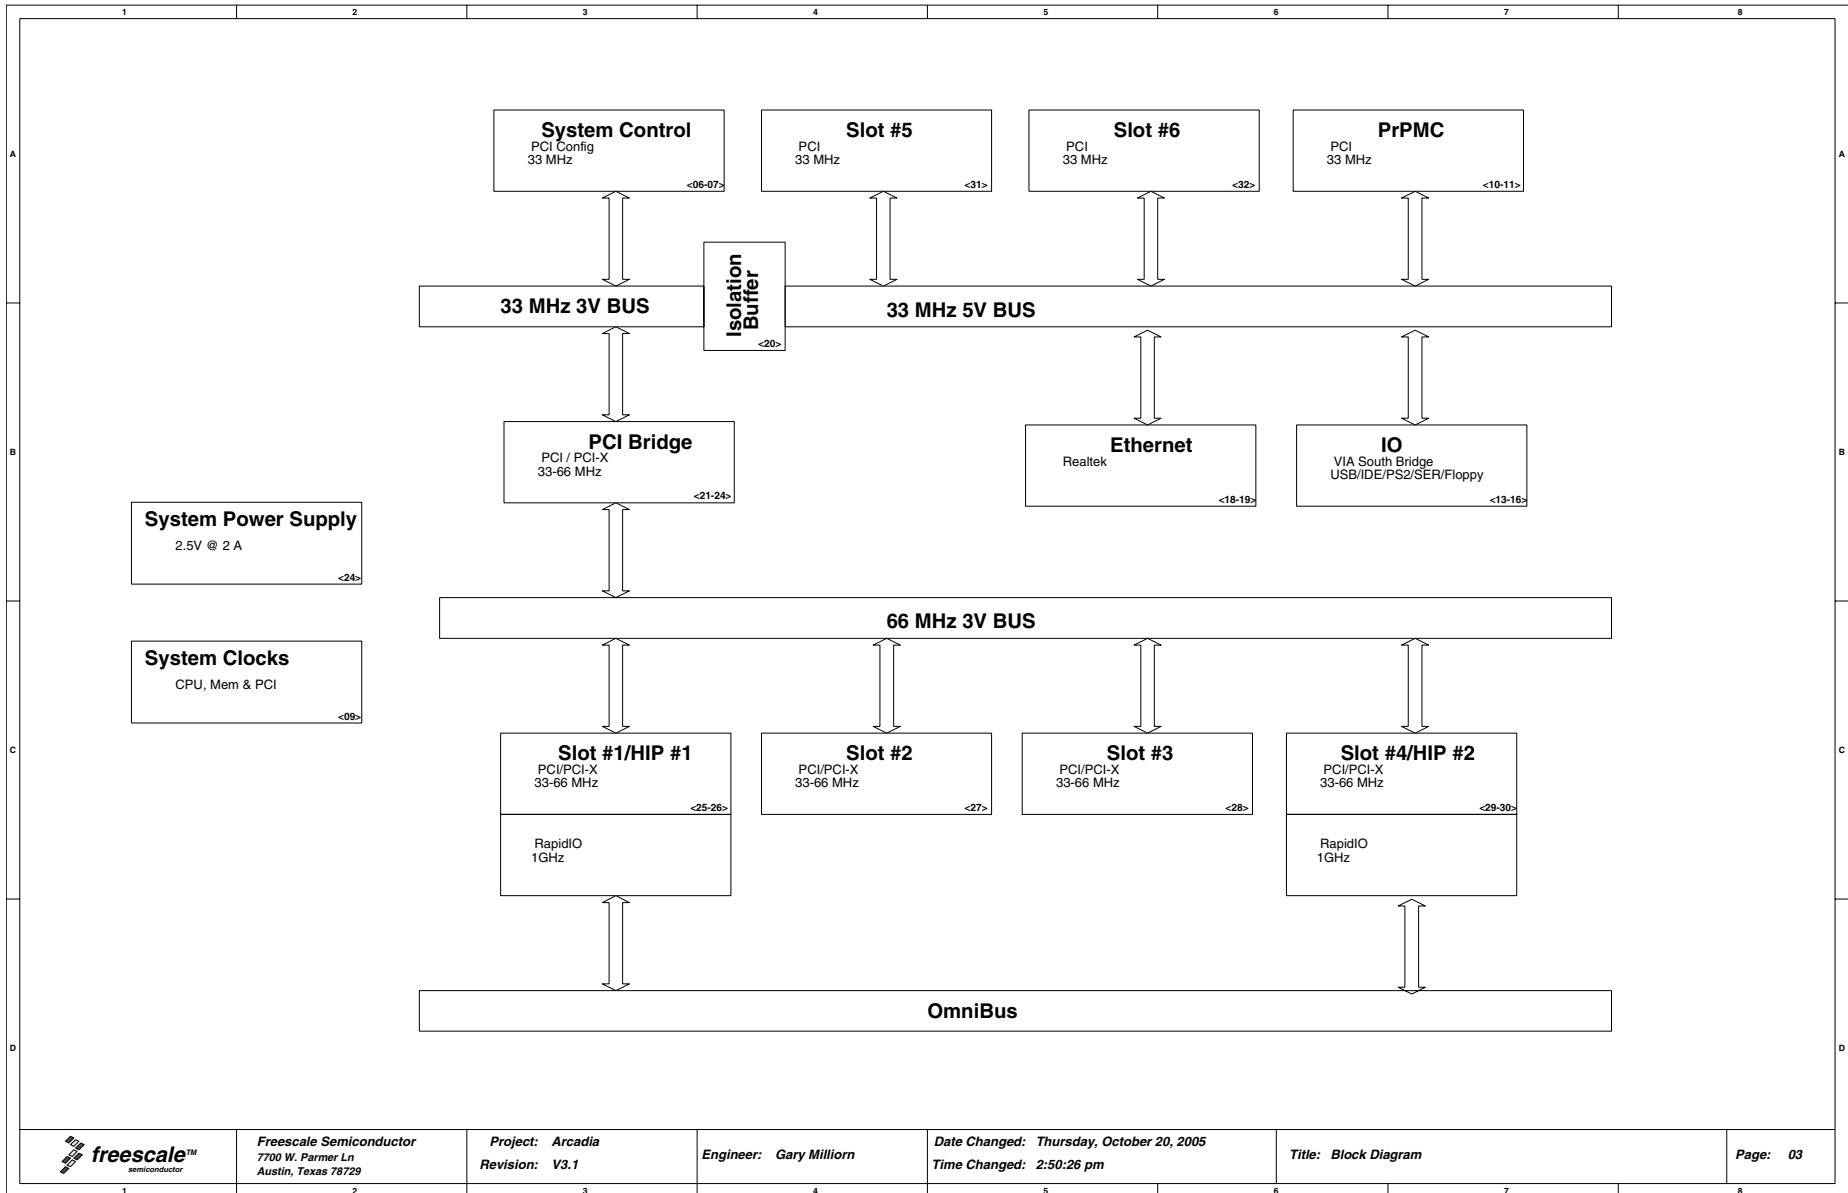 1 2 3 4 5 6 7 8
A A
System Control
PCI Config
33 MHz
<06-07>
Slot #5
PCI
33 MHz
<31>
Slot #6
PCI
33 MHz
<32>
PrPMC
PCI
33 MHz
<10-11>
33 MHz 3V BUS
Isolation
Buffer
<20>
33 MHz 5V BUS
B B
PCI Bridge
PCI / PCI-X
33-66 MHz
<21-24>
Ethernet
Realtek
<18-19>
IO
VIA South Bridge
USB/IDE/PS2/SER/Floppy
<13-16>
System Power Supply
2.5V @ 2 A
<24>
66 MHz 3V BUS
System Clocks
CPU, Mem & PCI
<09>
C C
Slot #1/HIP #1
PCI/PCI-X
33-66 MHz
<25-26>
RapidIO
1GHz
Slot #2
PCI/PCI-X
33-66 MHz
<27>
Slot #3
PCI/PCI-X
33-66 MHz
<28>
Slot #4/HIP #2
PCI/PCI-X
33-66 MHz
<29-30>
RapidIO
1GHz
OmniBus
D D
freescale™
semiconductor
Freescale Semiconductor
7700 W. Parmer Ln
Austin, Texas 78729
Project: Arcadia
Revision: V3.1
Engineer: Gary Milliorn
Date Changed: Thursday, October 20, 2005
Time Changed: 2:50:26 pm
Title: Block Diagram
Page: 03
1 2 3 4 5 6 7 8